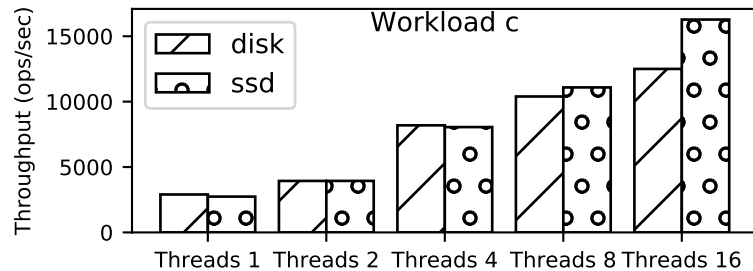 Workload c
Throughput (ops/sec)
15000
10000
5000
0
disk
ssd
Threads 1
Threads 2
Threads 4
Threads 8
Threads 16